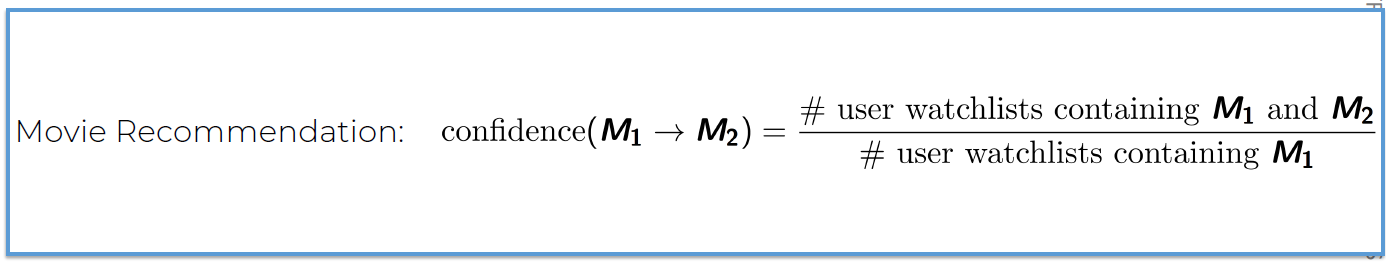 Movie Recommendation: confidence(M₁ → M₂) = # user watchlists containing M₁ and M₂ / # user watchlists containing M₁